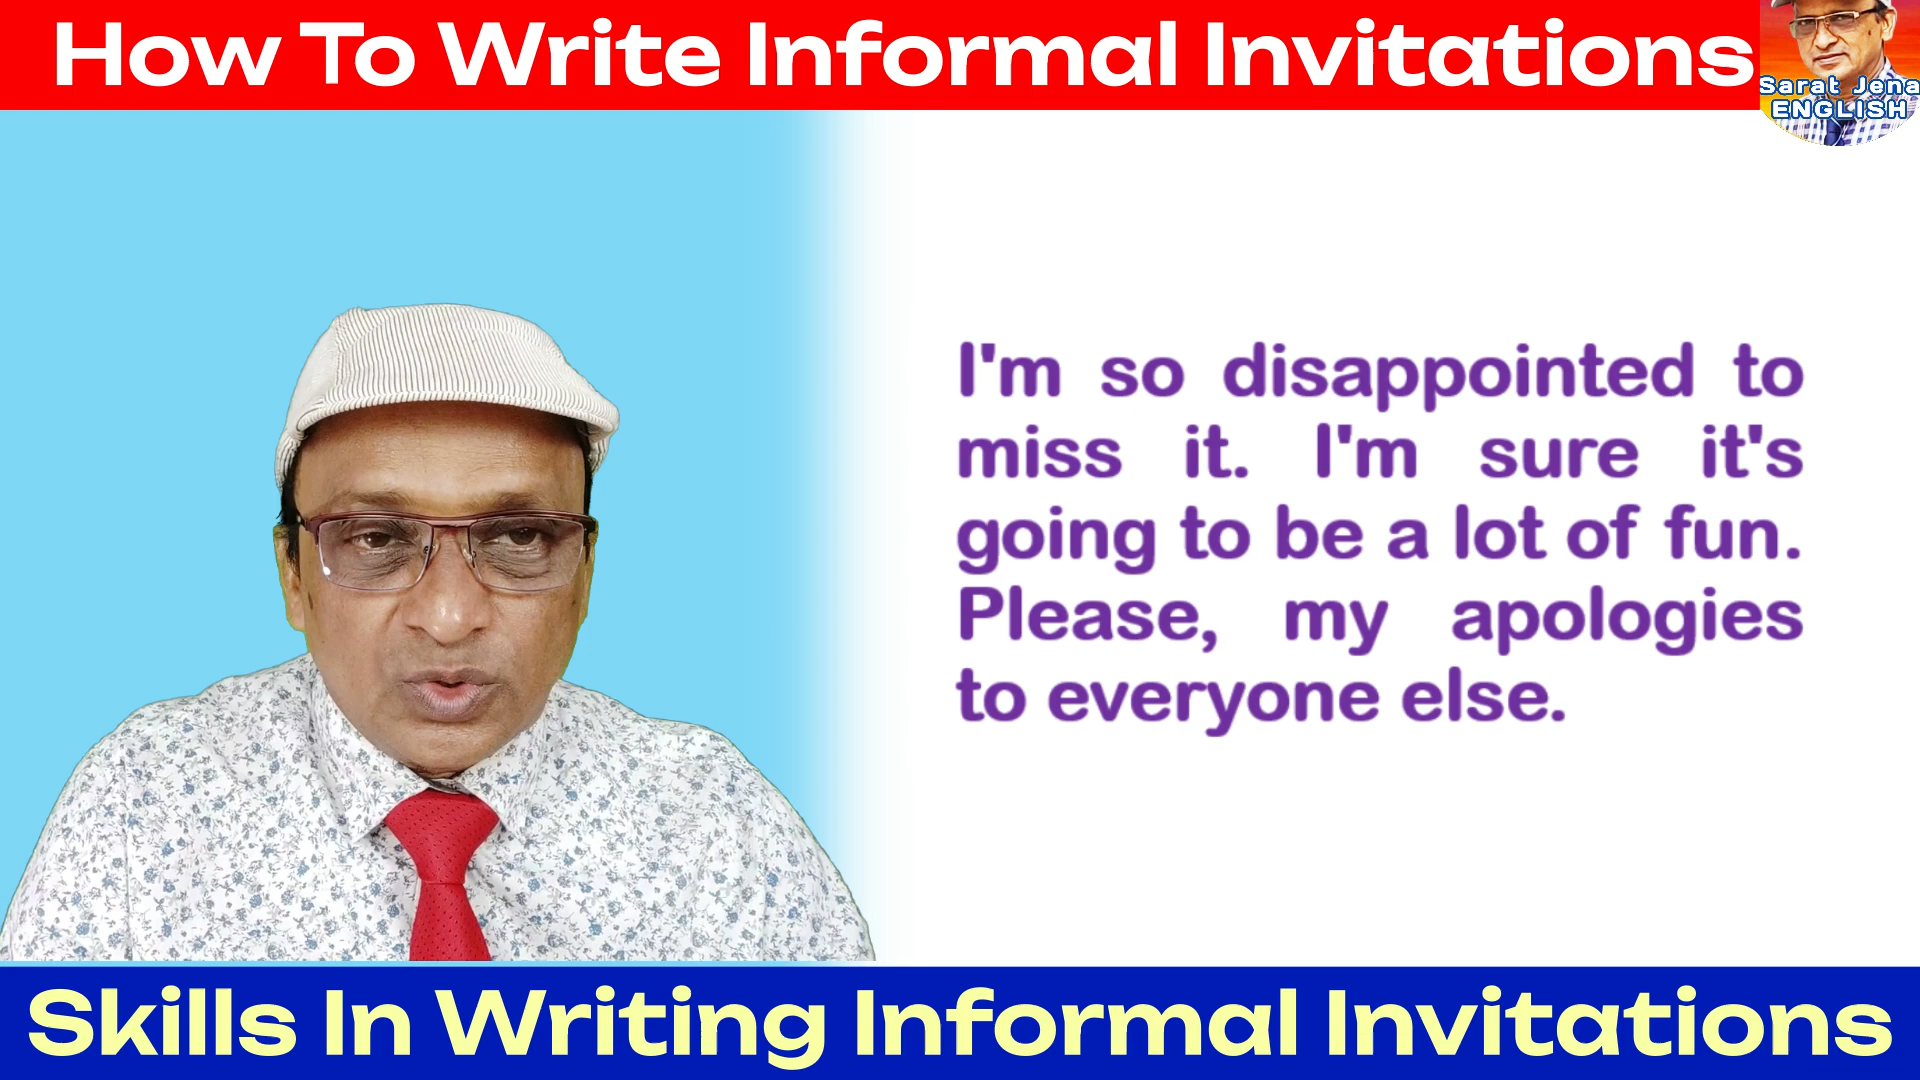 How To Write Informal Invitations
Sarat Jena
ENGLISH
I'm so disappointed to
miss it. I'm sure it's
going to be a lot of fun.
Please, my apologies
to everyone else.
Skills In Writing Informal Invitations